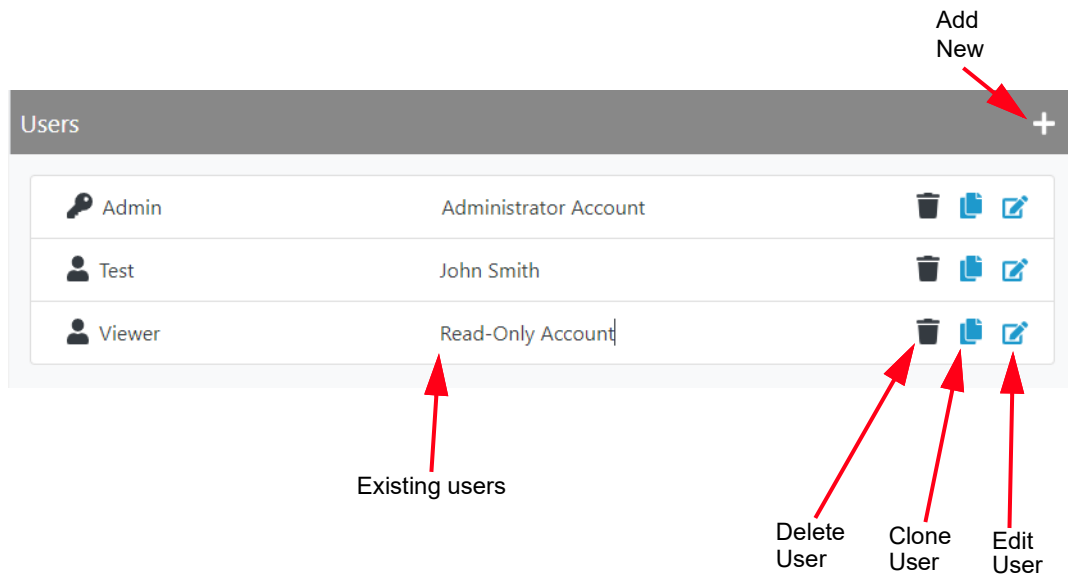 Add
New
Users
Admin Administrator Account
Test John Smith
Viewer Read-Only Account
Existing users
Delete
User
Clone
User
Edit
User